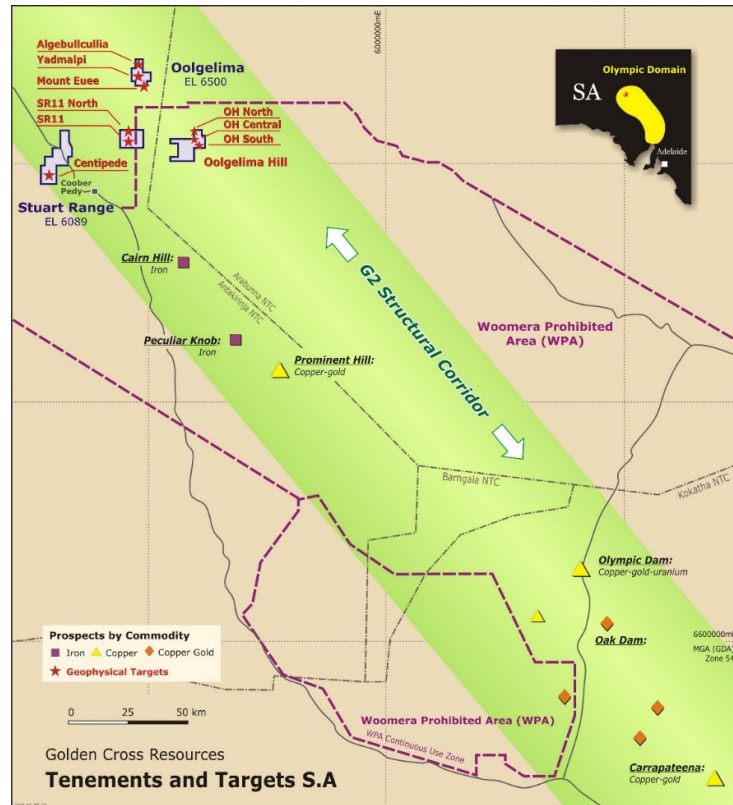 Algebullcullia
Yadmalpi
Mount Euee
Oolgelima
EL 6500
SR11 North
SR11
OH North
OH Central
OH South
Oolgelima Hill
Centipede
Coober
Pedy
Stuart Range
EL 6089
6000000mE
Olympic Domain
SA
Adelaide
Cairn Hill:
Iron
Arabunna NTC
Antakirinja NTC
Peculiar Knob:
Iron
Prominent Hill:
Copper-gold
G2 Structural Corridor
Woomera Prohibited
Area (WPA)
Barngala NTC
Kokatha NTC
Olympic Dam:
Copper-gold-uranium
Oak Dam:
6600000mN
MGA (GDA)
Zone 54
Prospects by Commodity
Iron
Copper
Copper Gold
Geophysical Targets
0 25 50 km
Woomera Prohibited Area (WPA)
WPA Continuous Use Zone
Carrapateena:
Copper-gold
Golden Cross Resources
Tenements and Targets S.A